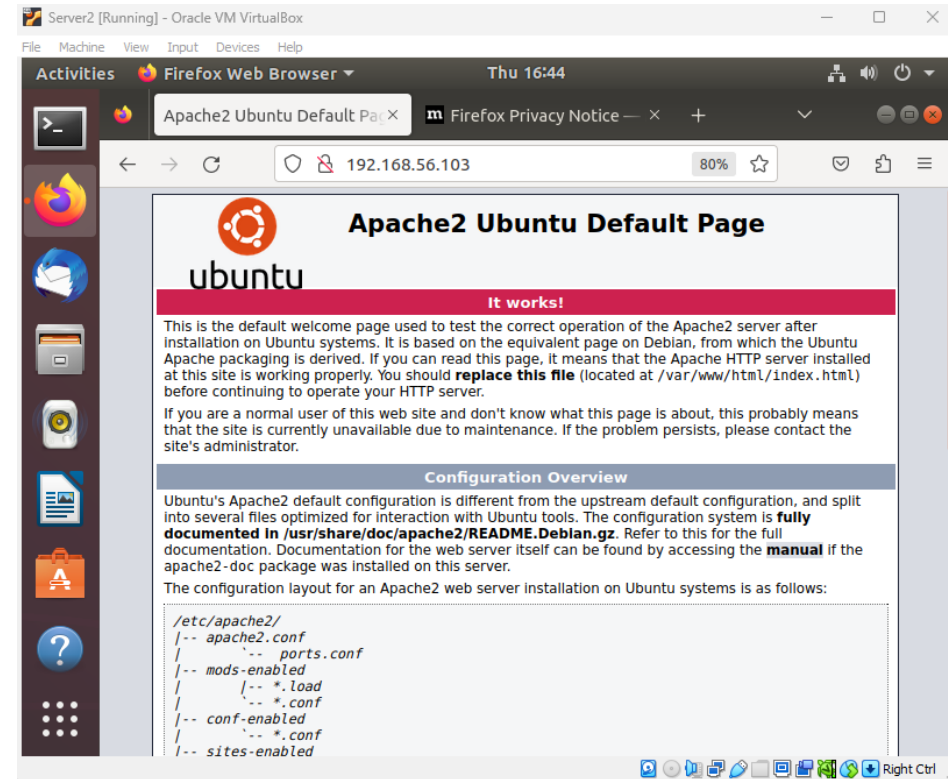 Server2 [Running] - Oracle VM VirtualBox
File Machine View Input Devices Help
Activities Firefox Web Browser Thu 16:44
Apache2 Ubuntu Default Pag m Firefox Privacy Notice —
192.168.56.103 80%
ubuntu
Apache2 Ubuntu Default Page
It works!
This is the default welcome page used to test the correct operation of the Apache2 server after
installation on Ubuntu systems. It is based on the equivalent page on Debian, from which the Ubuntu
Apache packaging is derived. If you can read this page, it means that the Apache HTTP server installed
at this site is working properly. You should replace this file (located at /var/www/html/index.html)
before continuing to operate your HTTP server.
If you are a normal user of this web site and don't know what this page is about, this probably means
that the site is currently unavailable due to maintenance. If the problem persists, please contact the
site's administrator.
Configuration Overview
Ubuntu's Apache2 default configuration is different from the upstream default configuration, and split
into several files optimized for interaction with Ubuntu tools. The configuration system is fully
documented in /usr/share/doc/apache2/README.Debian.gz. Refer to this for the full
documentation. Documentation for the web server itself can be found by accessing the manual if the
apache2-doc package was installed on this server.
The configuration layout for an Apache2 web server installation on Ubuntu systems is as follows:
/etc/apache2/
|-- apache2.conf
| `-- ports.conf
|-- mods-enabled
| |-- *.load
| `-- *.conf
|-- conf-enabled
| `-- *.conf
|-- sites-enabled
Right Ctrl